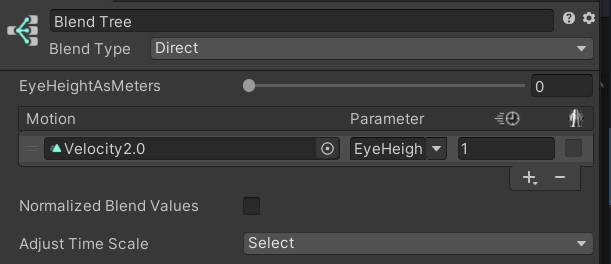 Blend Tree
Blend Type Direct
EyeHeightAsMeters 0
Motion Parameter
Velocity2.0 EyeHeigh 1
+ -
Normalized Blend Values
Adjust Time Scale Select